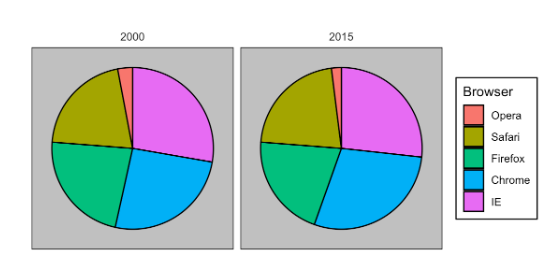 2000
2015
Browser
Opera
Safari
Firefox
Chrome
IE